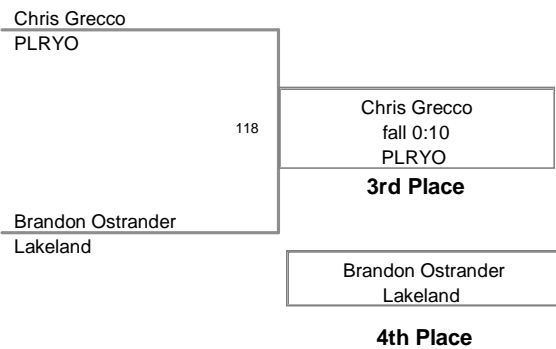 Chris Grecco
PLRYO
118
Chris Grecco
fall 0:10
PLRYO
3rd Place
Brandon Ostrander
Lakeland
Brandon Ostrander
Lakeland
4th Place